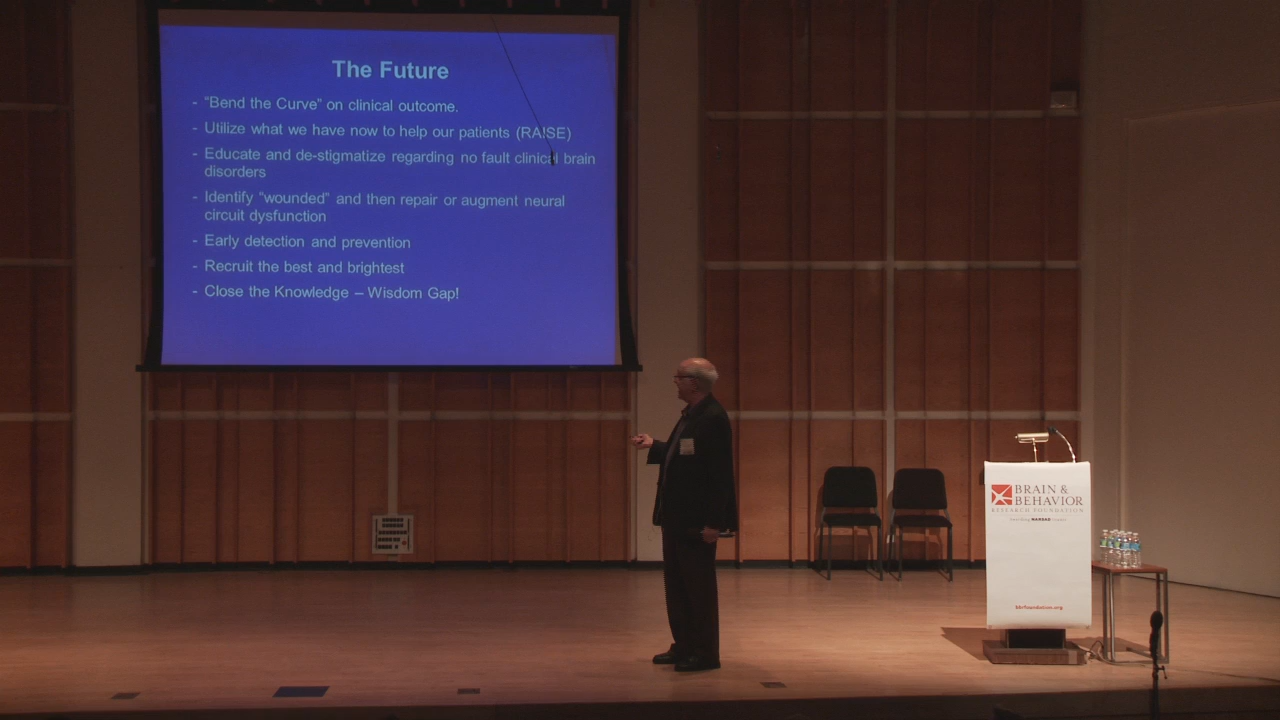 The Future
- "Bend the Curve" on clinical outcome.
- Utilize what we have now to help our patients (RAISE)
- Educate and de-stigmatize regarding no fault clinical brain
disorders
- Identify "wounded" and then repair or augment neural
circuit dysfunction
- Early detection and prevention
- Recruit the best and brightest
- Close the Knowledge – Wisdom Gap!
BRAIN &
BEHAVIOR
RESEARCH FOUNDATION
NARSAD
bbrfoundation.org